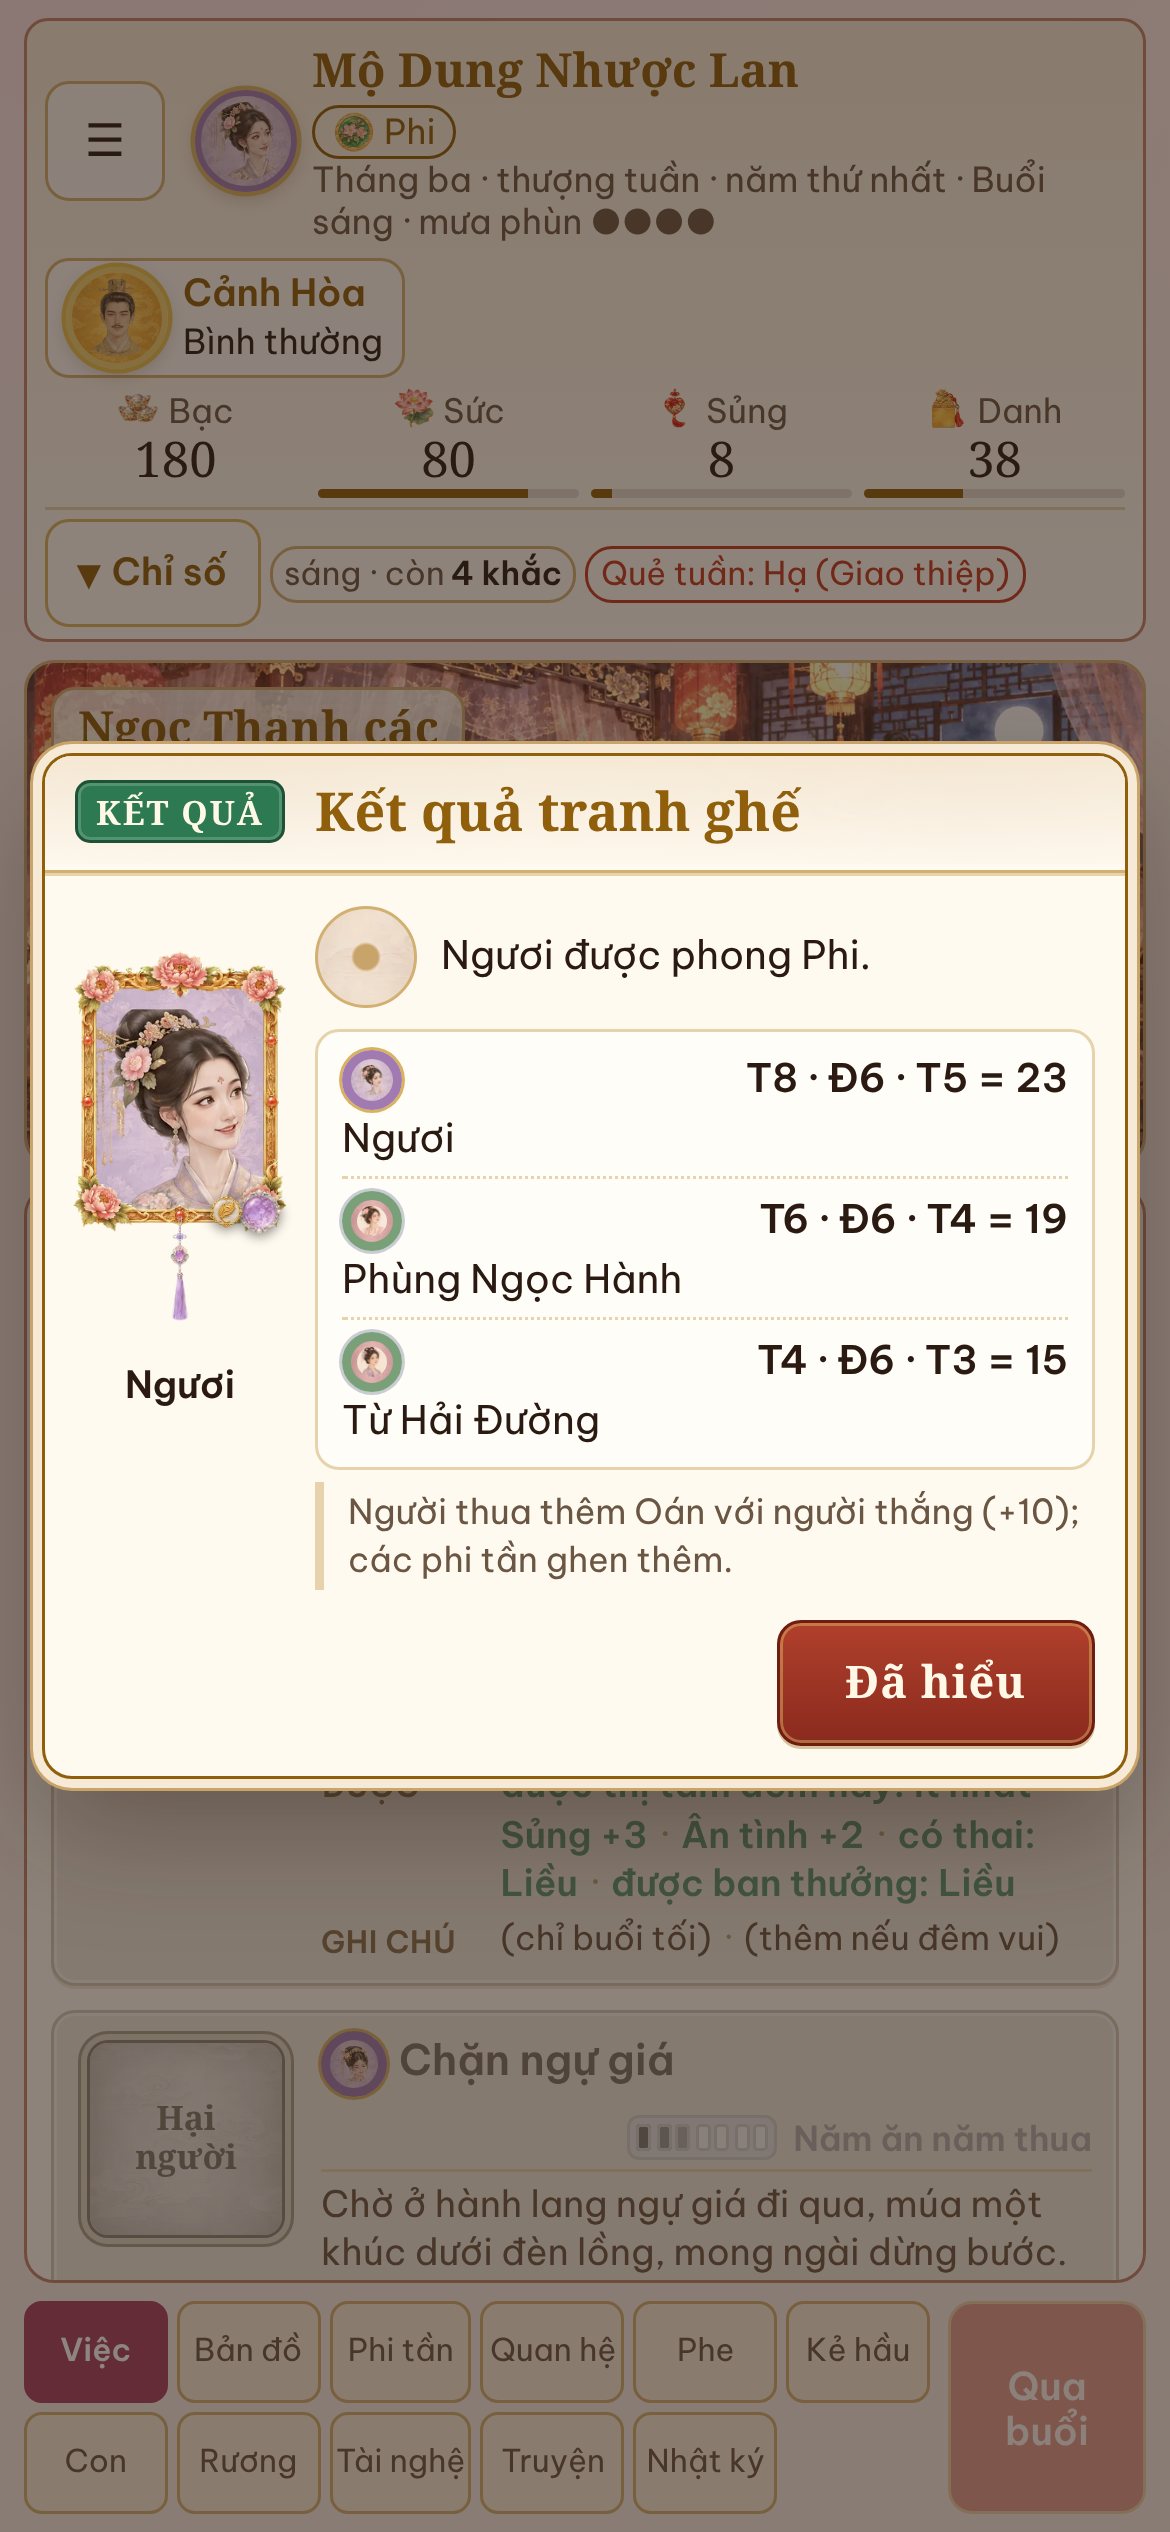 Mộ Dung Nhược Lan
Phi
Tháng ba · thượng tuần · năm thứ nhất · Buổi
sáng · mưa phùn
Cảnh Hòa
Bình thường
Bạc
180
Sức
80
Sủng
8
Danh
38
▼ Chỉ số
sáng · còn 4 khắc
Quẻ tuần: Hạ (Giao thiệp)
Ngọc Thanh các
KẾT QUẢ
Kết quả tranh ghế
Ngươi được phong Phi.
T8 · Đ6 · T5 = 23
Ngươi
T6 · Đ6 · T4 = 19
Phùng Ngọc Hành
T4 · Đ6 · T3 = 15
Từ Hải Đường
Ngươi
Người thua thêm Oán với người thắng (+10);
các phi tần ghen thêm.
Đã hiểu
Sủng +3 · Ân tình +2 · có thai:
Liều · được ban thưởng: Liều
GHI CHÚ
(chỉ buổi tối) · (thêm nếu đêm vui)
Hại
người
Chặn ngự giá
Năm ăn năm thua
Chờ ở hành lang ngự giá đi qua, múa một
khúc dưới đèn lồng, mong ngài dừng bước.
Việc
Bản đồ
Phi tần
Quan hệ
Phe
Kẻ hầu
Qua
buổi
Con
Rương
Tài nghệ
Truyện
Nhật ký